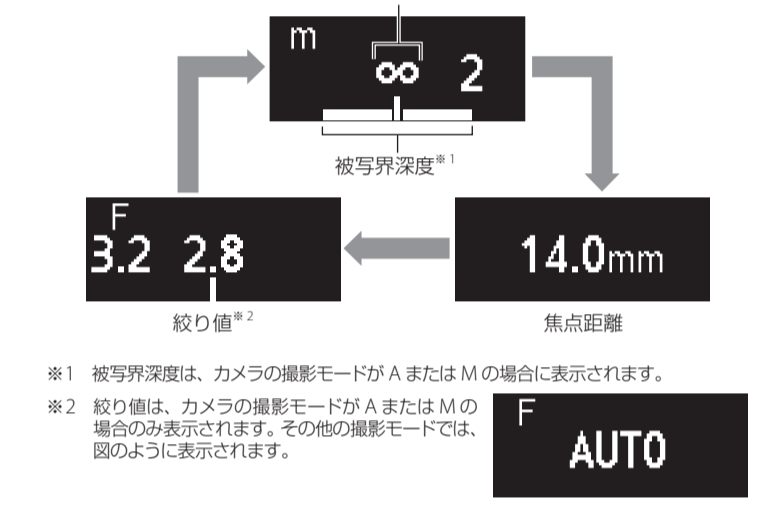 m
∞ 2
被写界深度※1
F
3.2 2.8
絞り値※2
14.0mm
焦点距離
※1 被写界深度は、カメラの撮影モードが A または M の場合に表示されます。
※2 絞り値は、カメラの撮影モードが A または M の
場合のみ表示されます。その他の撮影モードでは、
図のように表示されます。
F
AUTO